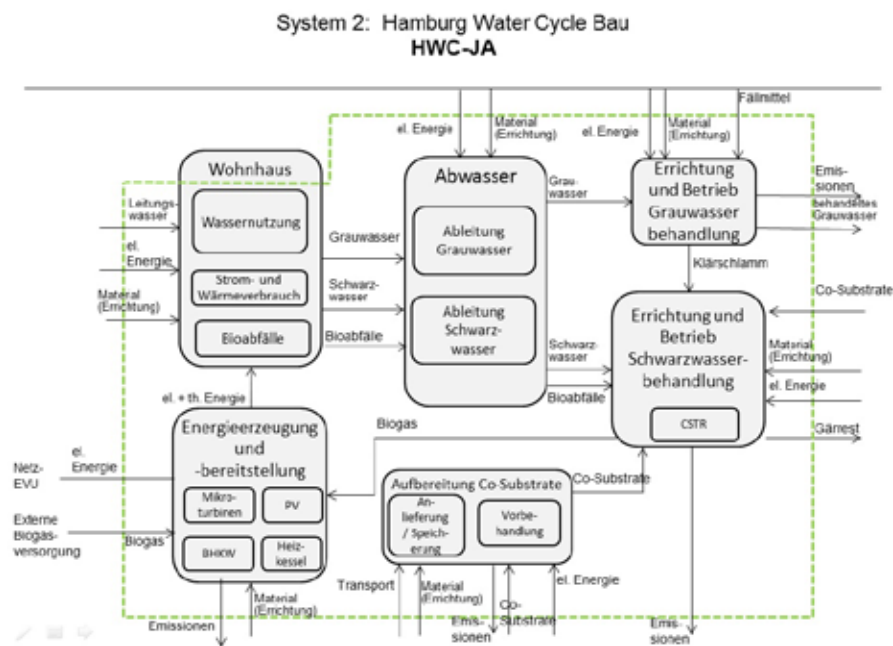 System 2: Hamburg Water Cycle Bau
HWC-JA
Fällmittel
el. Energie
Material
(Errichtung)
el. Energie
Material
(Errichtung)
Wohnhaus
Leitungs-
wasser
Wassernutzung
el.
Energie
Strom- und
Wärmeverbrauch
Material
(Errichtung)
Bioabfälle
Grauwasser
Schwarz-
wasser
Bioabfälle
Abwasser
Ableitung
Grauwasser
Ableitung
Schwarz-
wasser
Grau-
wasser
Errichtung
und Betrieb
Grauwasser
behandlung
Emis-
sionen
behandeltes
Grauwasser
Klärschlamm
Schwarz-
wasser
Bioabfälle
Errichtung und
Betrieb
Schwarzwasser-
behandlung
CSTR
Co-Substrate
Material
(Errichtung)
el. Energie
Gärrest
el. + th. Energie
Energieerzeugung
und
-bereitstellung
Mikro-
turbinen
PV
BHKW
Heiz-
kessel
Netz-
EVU
el.
Energie
Externe
Biogas-
versorgung
Biogas
Biogas
Aufbereitung Co-Substrate
An-
lieferung
/ Speich-
erung
Vorbe-
handlung
Co-Substrate
Emissionen
Material
(Errichtung)
Transport
Material
(Errichtung)
Emis-
sionen
Co-
Substrate
el. Energie
Emis-
sionen